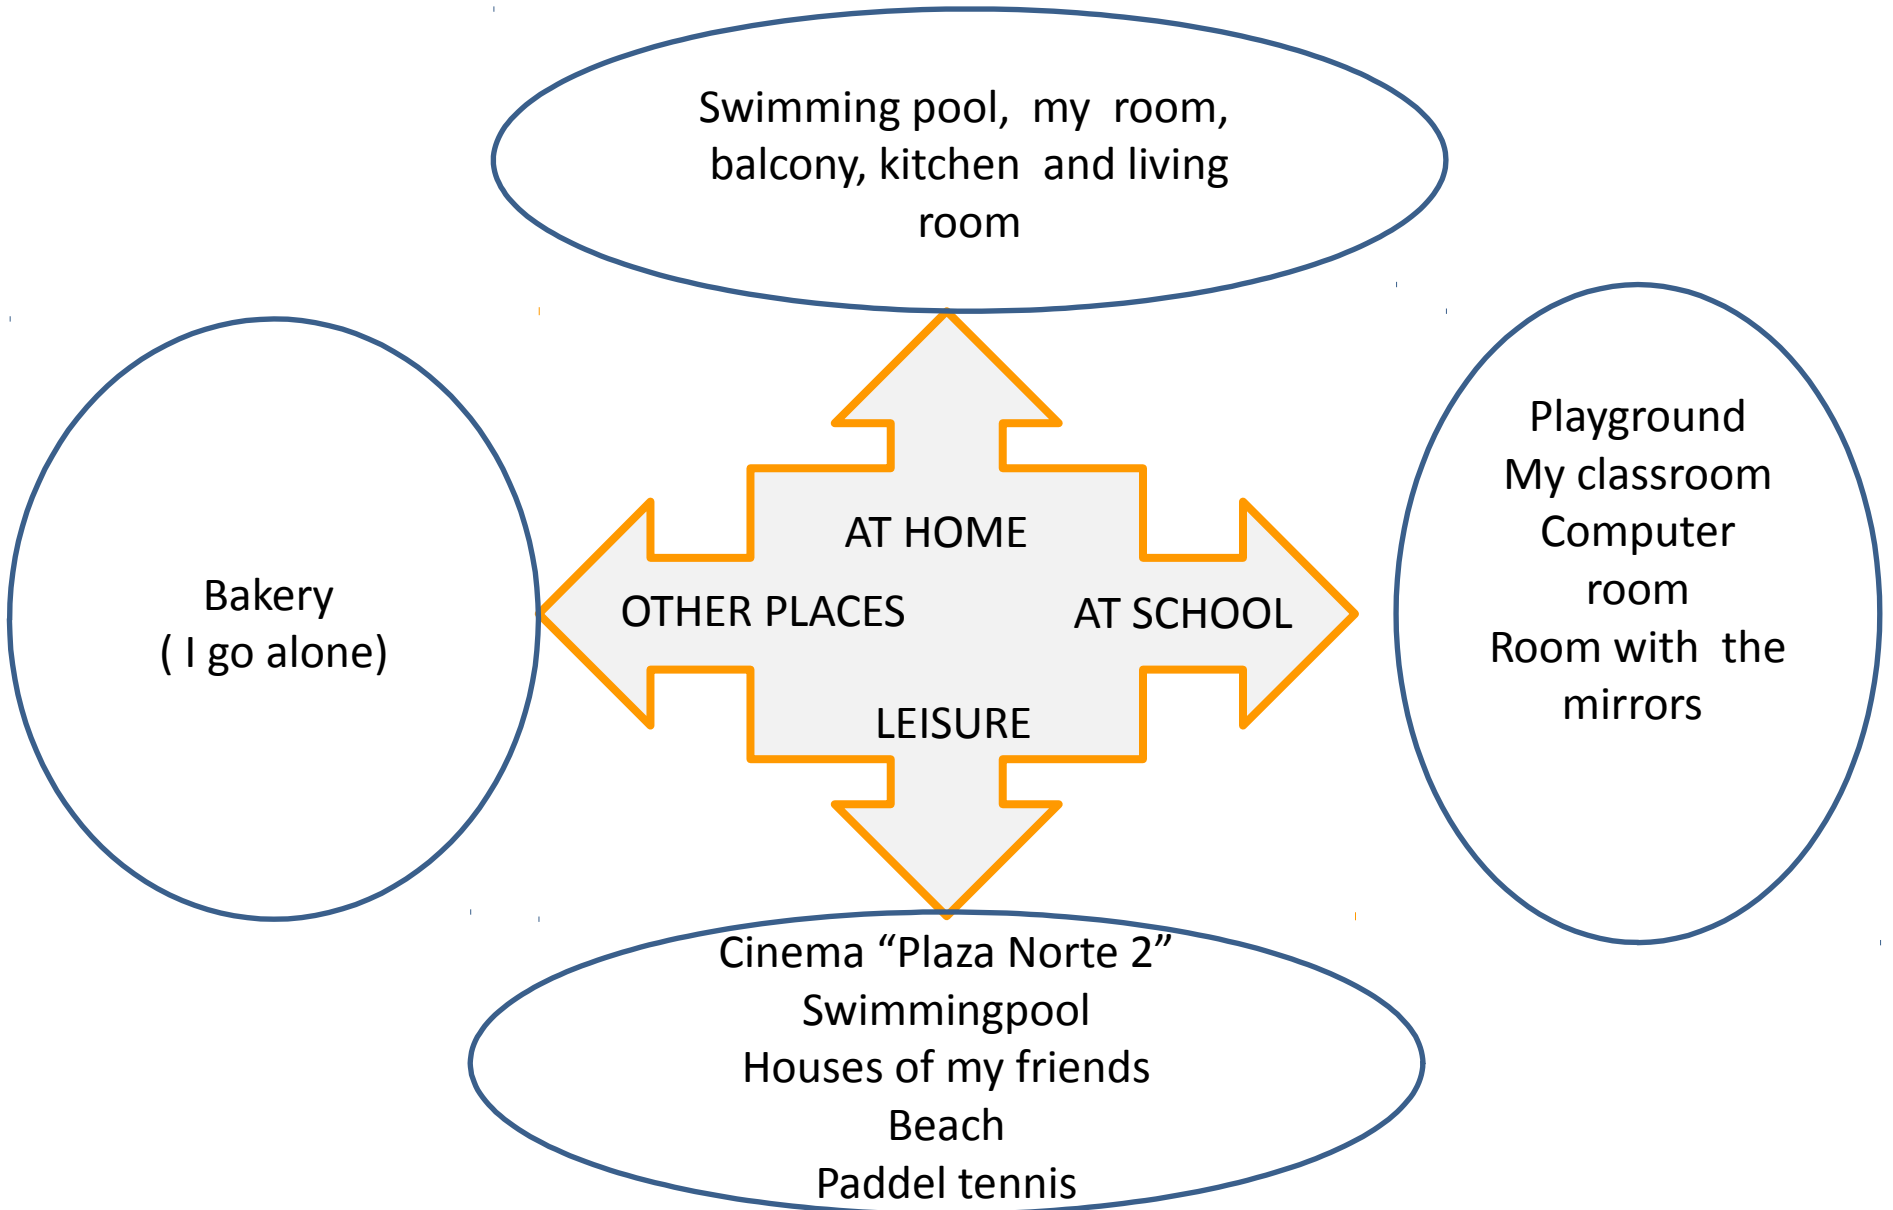 Swimming pool, my room,
balcony, kitchen and living
room
AT HOME
OTHER PLACES
AT SCHOOL
LEISURE
Bakery
( I go alone)
Playground
My classroom
Computer
room
Room with the
mirrors
Cinema “Plaza Norte 2”
Swimmingpool
Houses of my friends
Beach
Paddel tennis